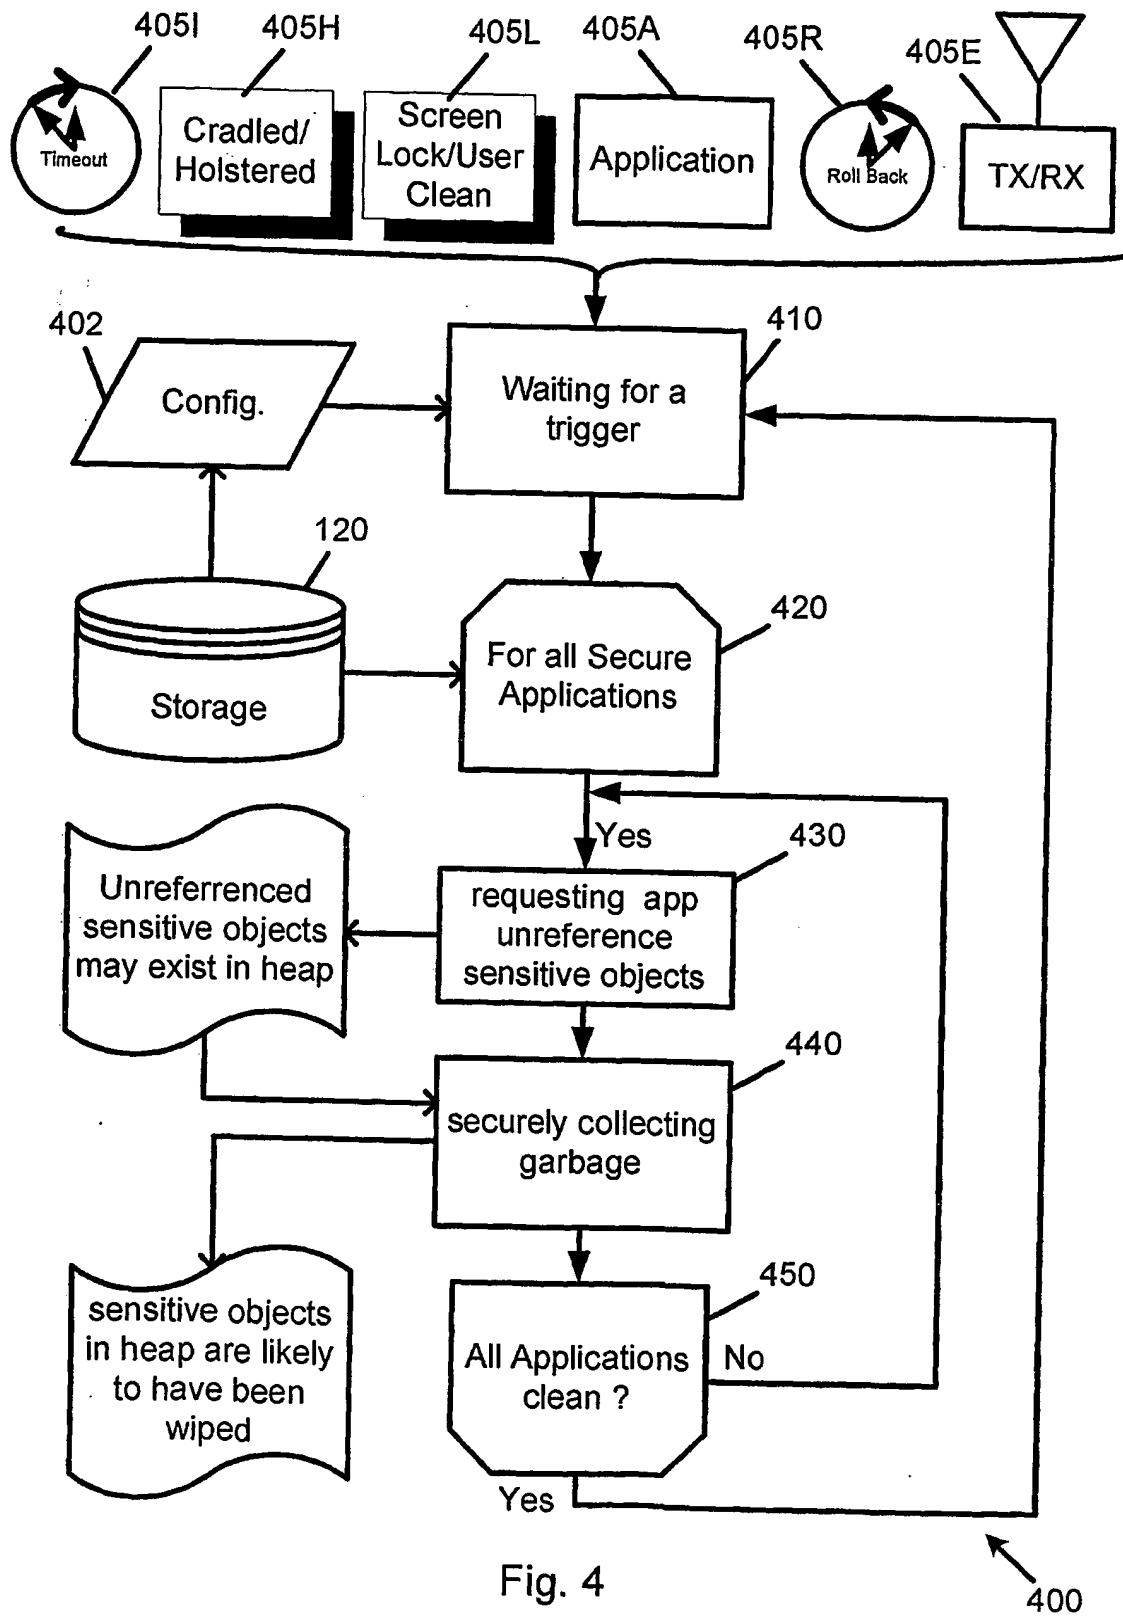 405I
405H
405L
405A
405R
405E
Timeout
Cradled/
Holstered
Screen
Lock/User
Clean
Application
Roll Back
TX/RX
402
Config.
410
Waiting for a
trigger
120
Storage
420
For all Secure
Applications
Yes
430
requesting app
unreference
sensitive objects
Unreferrenced
sensitive objects
may exist in heap
440
securely collecting
garbage
sensitive objects
in heap are likely
to have been
wiped
450
All Applications
clean ?
No
Yes
Fig. 4
400